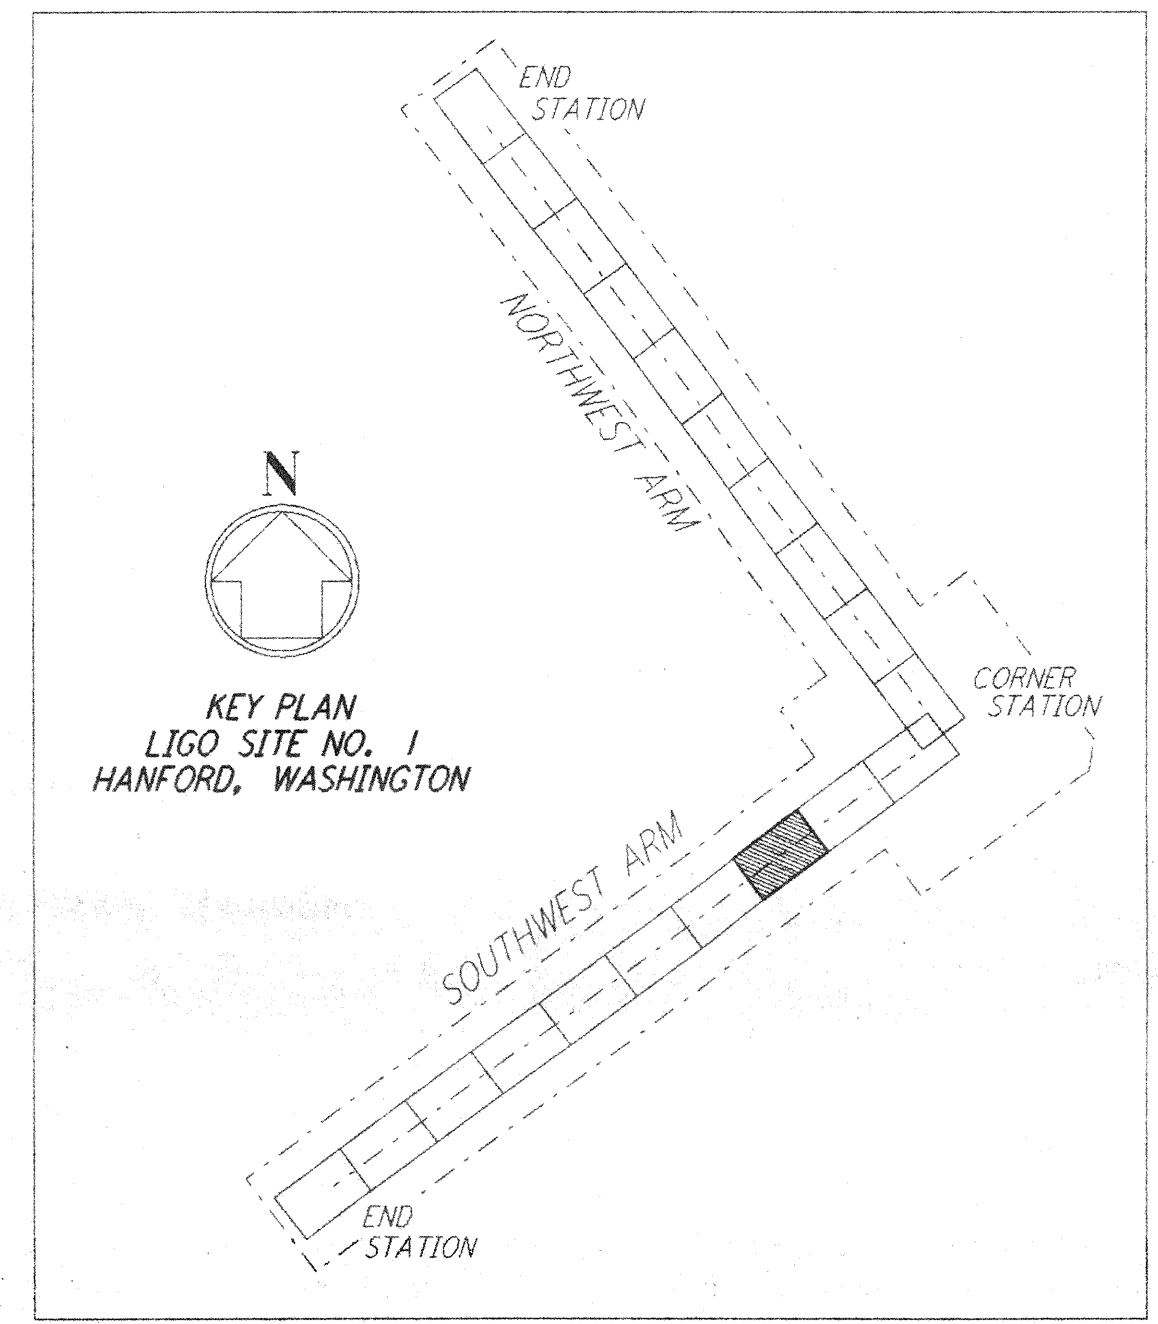 END
STATION
NORTHWEST ARM
N
KEY PLAN
LIGO SITE NO. 1
HANFORD, WASHINGTON
CORNER
STATION
SOUTHWEST ARM
END
STATION